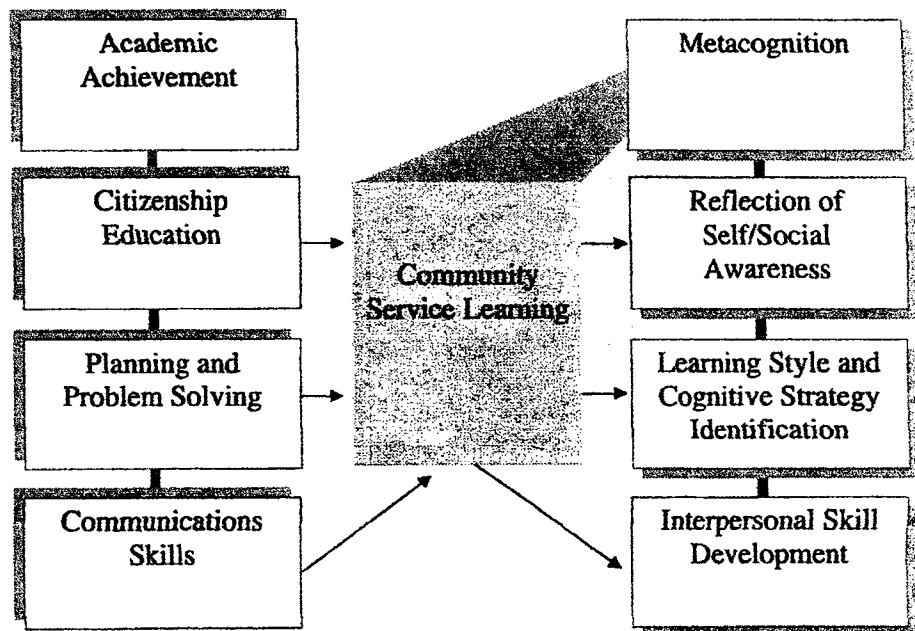 Academic
Achievement
Citizenship
Education
Planning and
Problem Solving
Communications
Skills
Community
Service Learning
Metacognition
Reflection of
Self/Social
Awareness
Learning Style and
Cognitive Strategy
Identification
Interpersonal Skill
Development